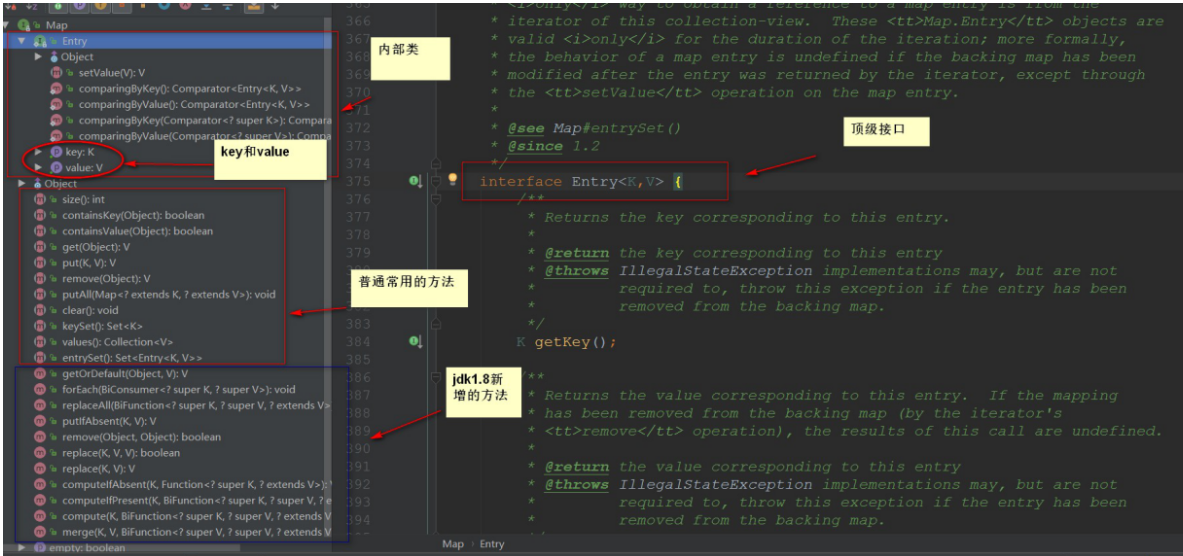 Map
Entry
Object
setValue(V): V
comparingByKey(): Comparator<Entry<K, V>>
comparingByValue(): Comparator<Entry<K, V>>
comparingByKey(Comparator<? super K>): Compara
comparingByValue(Comparator<? super V>): Compa
key: K
value: V
Object
size(): int
containsKey(Object): boolean
containsValue(Object): boolean
get(Object): V
put(K, V): V
remove(Object): V
putAll(Map<? extends K, ? extends V>): void
clear(): void
keySet(): Set<K>
values(): Collection<V>
entrySet(): Set<Entry<K, V>>
getOrDefault(Object, V): V
forEach(BiConsumer<? super K, ? super V>): void
replaceAll(BiFunction<? super K, ? super V, ? extends V>
putIfAbsent(K, V): V
remove(Object, Object): boolean
replace(K, V, V): boolean
replace(K, V): V
computeIfAbsent(K, Function<? super K, ? extends V>):
computeIfPresent(K, BiFunction<? super K, ? super V, ? e
compute(K, BiFunction<? super K, ? super V, ? extends V
merge(K, V, BiFunction<? super V, ? super V, ? extends V
empty: boolean
内部类
key和value
普通常用的方法
jdk1.8新
增的方法
顶级接口
365 * <i>only</i> way to obtain a reference to a map entry is from the
366 * iterator of this collection-view. These <tt>Map.Entry</tt> objects are
367 * valid <i>only</i> for the duration of the iteration; more formally,
368 * the behavior of a map entry is undefined if the backing map has been
369 * modified after the entry was returned by the iterator, except through
370 * the <tt>setValue</tt> operation on the map entry.
371 *
372 * @see Map#entrySet()
373 * @since 1.2
374 */
375 interface Entry<K,V> {
376 /**
377 * Returns the key corresponding to this entry.
378 *
379 * @return the key corresponding to this entry
* @throws IllegalStateException implementations may, but are not
* required to, throw this exception if the entry has been
* removed from the backing map.
383 */
384 K getKey();
385
386 /**
387 * Returns the value corresponding to this entry. If the mapping
388 * has been removed from the backing map (by the iterator's
389 * <tt>remove</tt> operation), the results of this call are undefined.
390 *
391 * @return the value corresponding to this entry
392 * @throws IllegalStateException implementations may, but are not
393 * required to, throw this exception if the entry has been
394 * removed from the backing map.
Map Entry